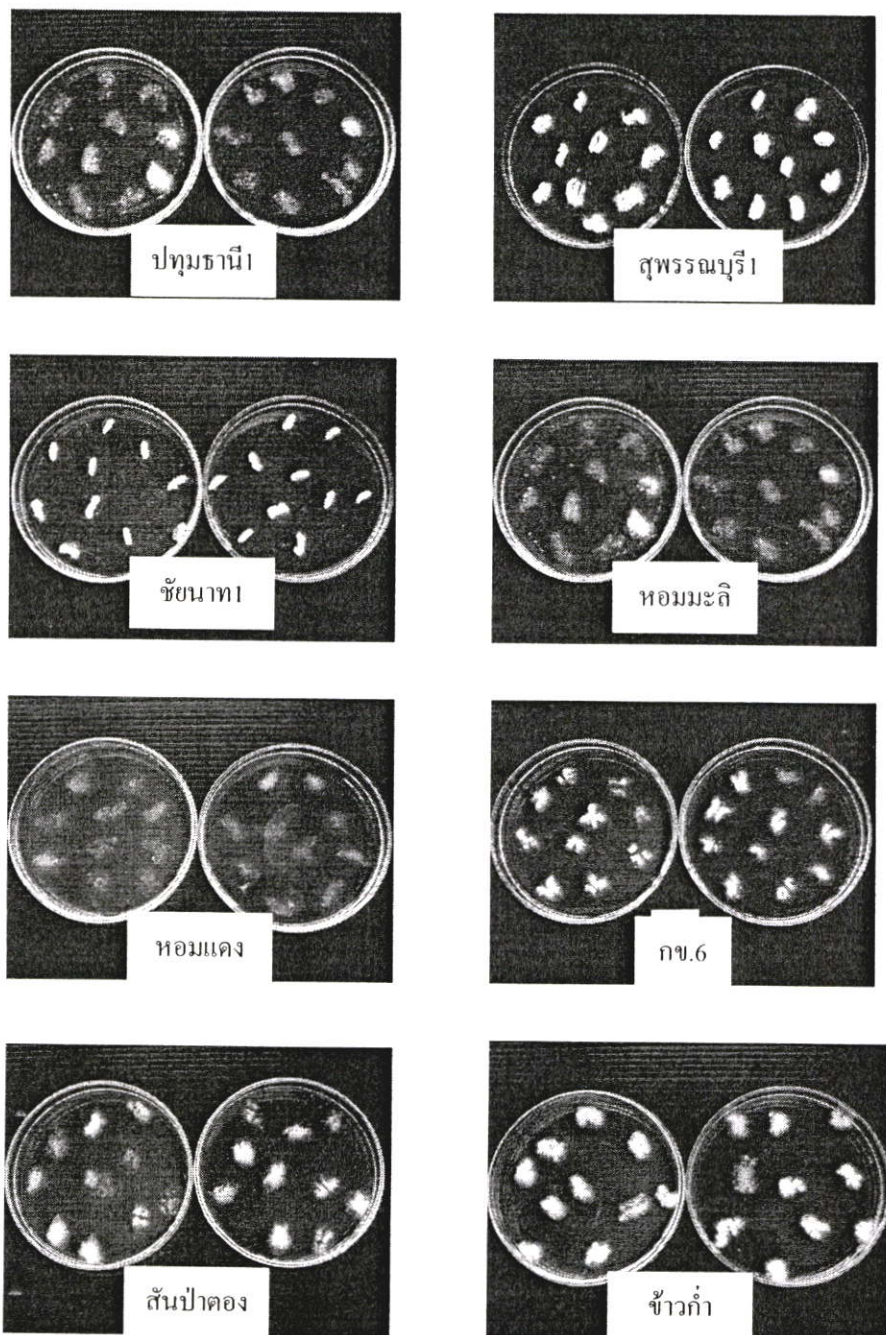 ปทุมธานี1
สุพรรณบุรี1
ชัยนาท1
หอมมะลิ
หอมแดง
กข.6
สันป่าตอง
ข้าวก่ำ